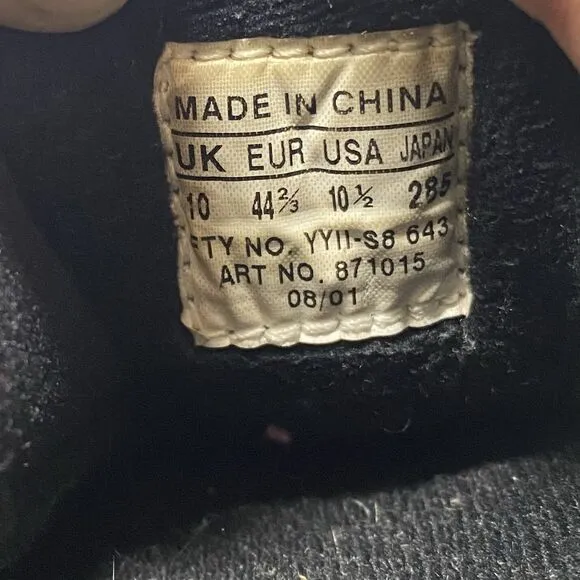 MADE IN CHINA
UK EUR USA JAPAN
10 44⅔ 10½ 285
FTY NO. YYII-S8 643
ART NO. 871015
08/01